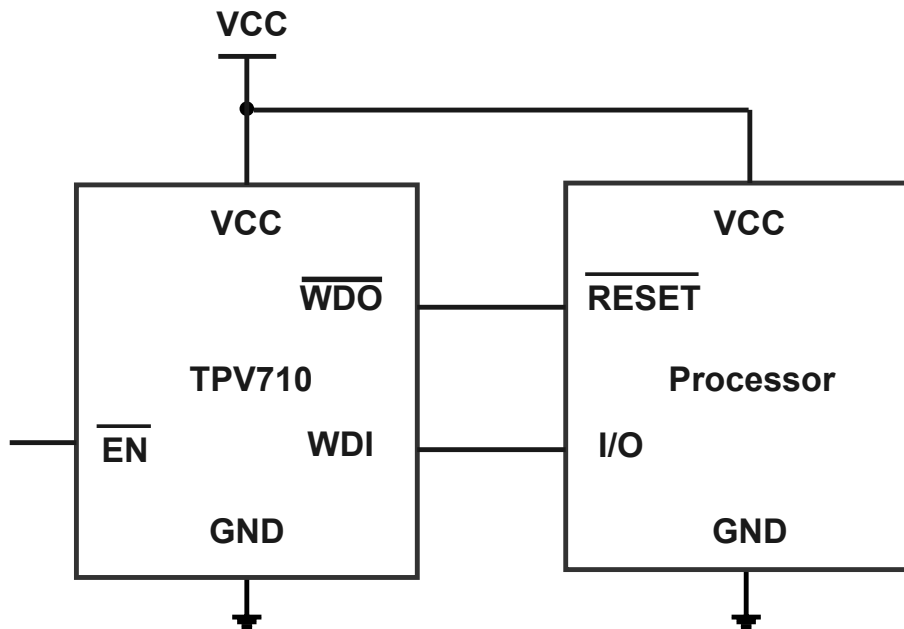 VCC
VCC
WDO
TPV710
EN
WDI
GND
VCC
RESET
Processor
I/O
GND